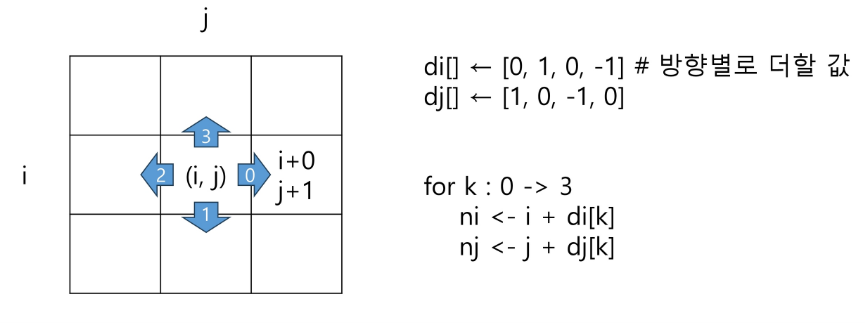 j
i
3
2 (i, j) 0
i+0
j+1
1
di[] ← [0, 1, 0, -1] # 방향별로 더할 값
dj[] ← [1, 0, -1, 0]
for k : 0 -> 3
ni <- i + di[k]
nj <- j + dj[k]